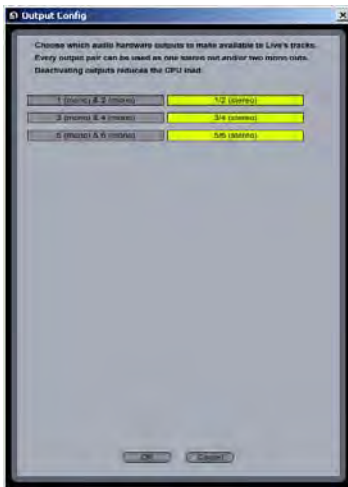 Output Config
Choose which audio hardware outputs to make available to Live's tracks.
Every output pair can be used as one stereo out and/or two mono outs.
Deactivating outputs reduces the CPU load.
1 (mono) & 2 (mono) 1/2 (stereo)
3 (mono) & 4 (mono) 3/4 (stereo)
5 (mono) & 6 (mono) 5/6 (stereo)
OK Cancel